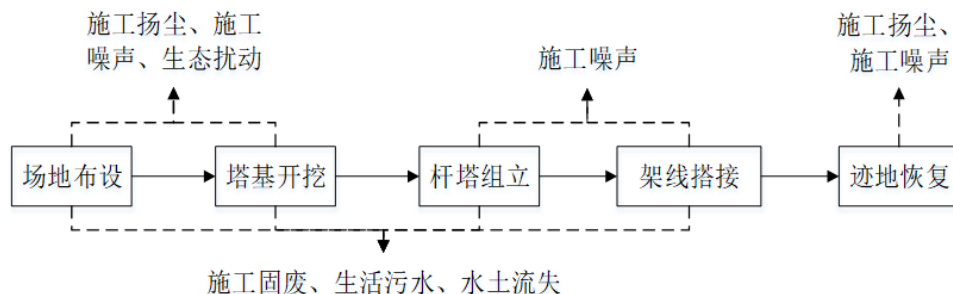 施工扬尘、施工
噪声、生态扰动
施工噪声
施工扬尘、
施工噪声
场地布设
塔基开挖
杆塔组立
架线搭接
迹地恢复
施工固废、生活污水、水土流失